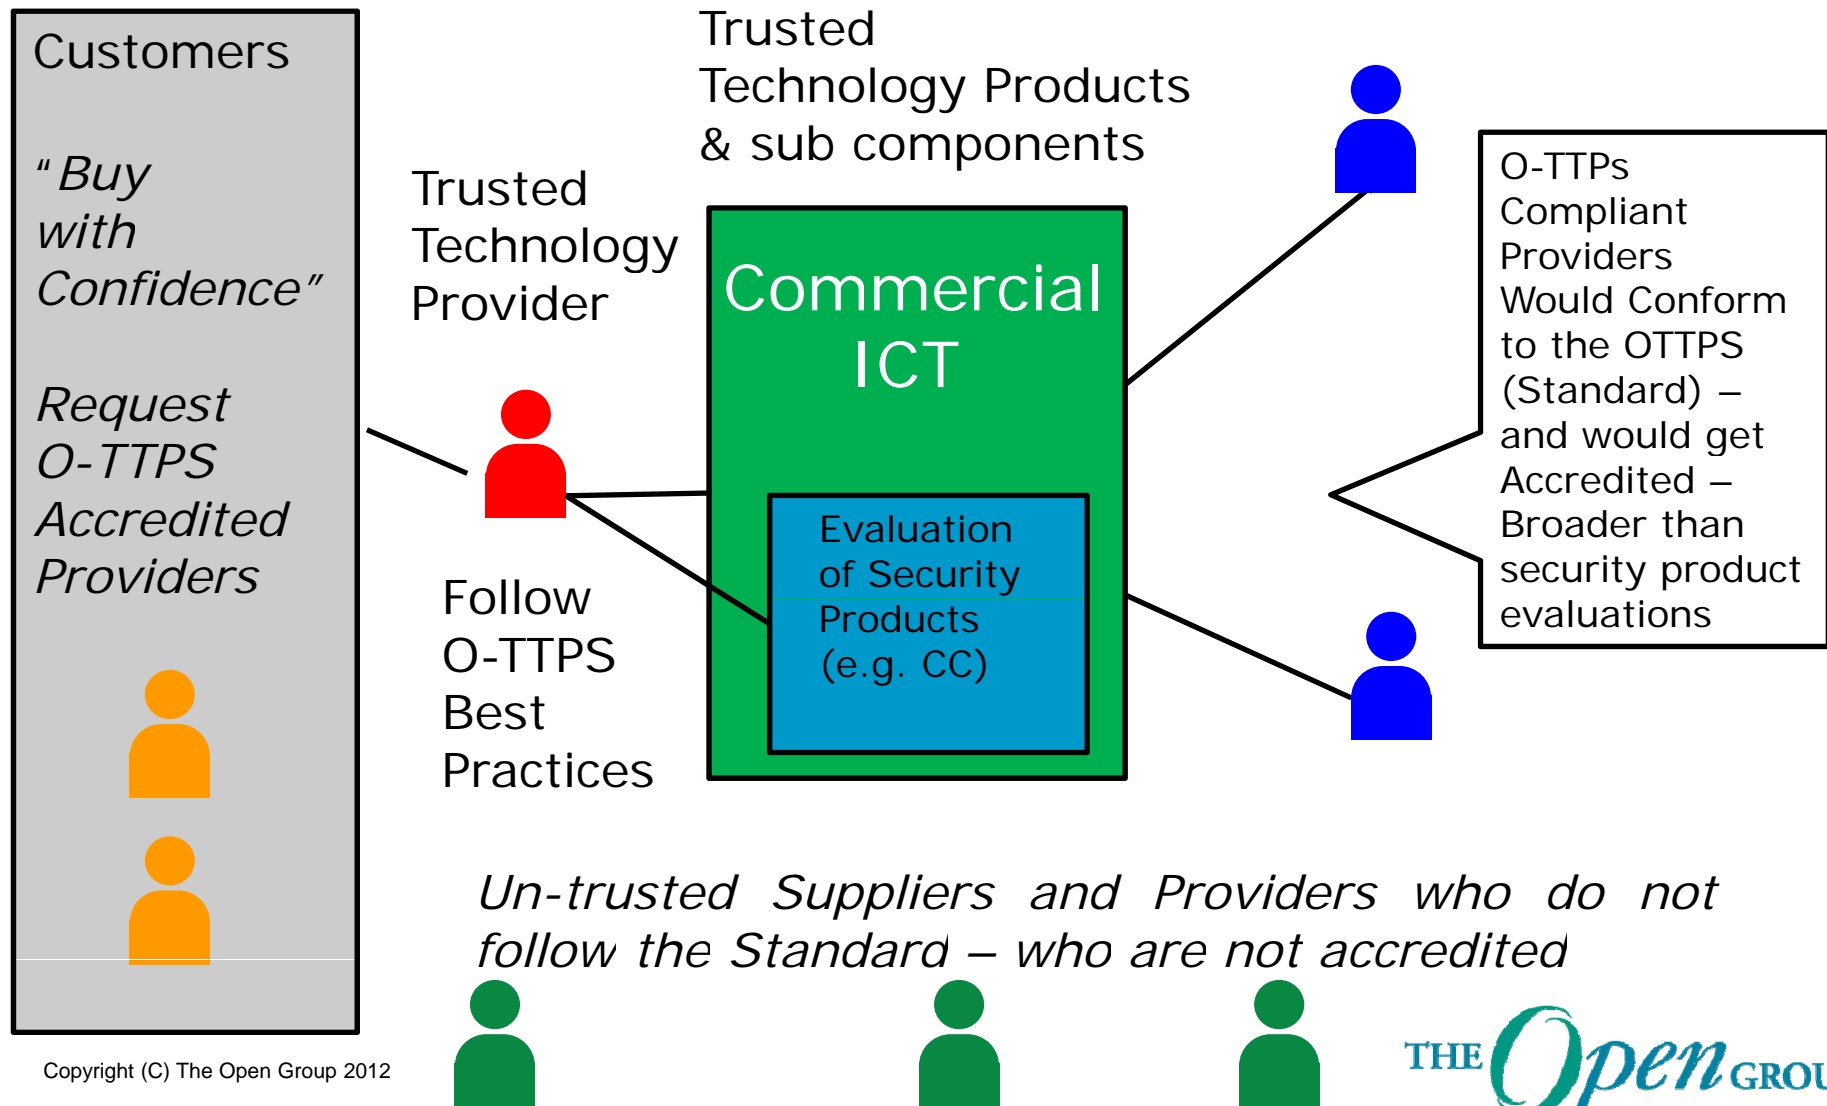 Customers
"Buy
with
Confidence"
Request
O-TTPS
Accredited
Providers
Trusted
Technology
Provider
Follow
O-TTPS
Best
Practices
Trusted
Technology Products
& sub components
Commercial
ICT
Evaluation
of Security
Products
(e.g. CC)
O-TTPs
Compliant
Providers
Would Conform
to the OTTPS
(Standard) –
and would get
Accredited –
Broader than
security product
evaluations
Un-trusted Suppliers and Providers who do not
follow the Standard – who are not accredited
Copyright (C) The Open Group 2012
THE Open GROU